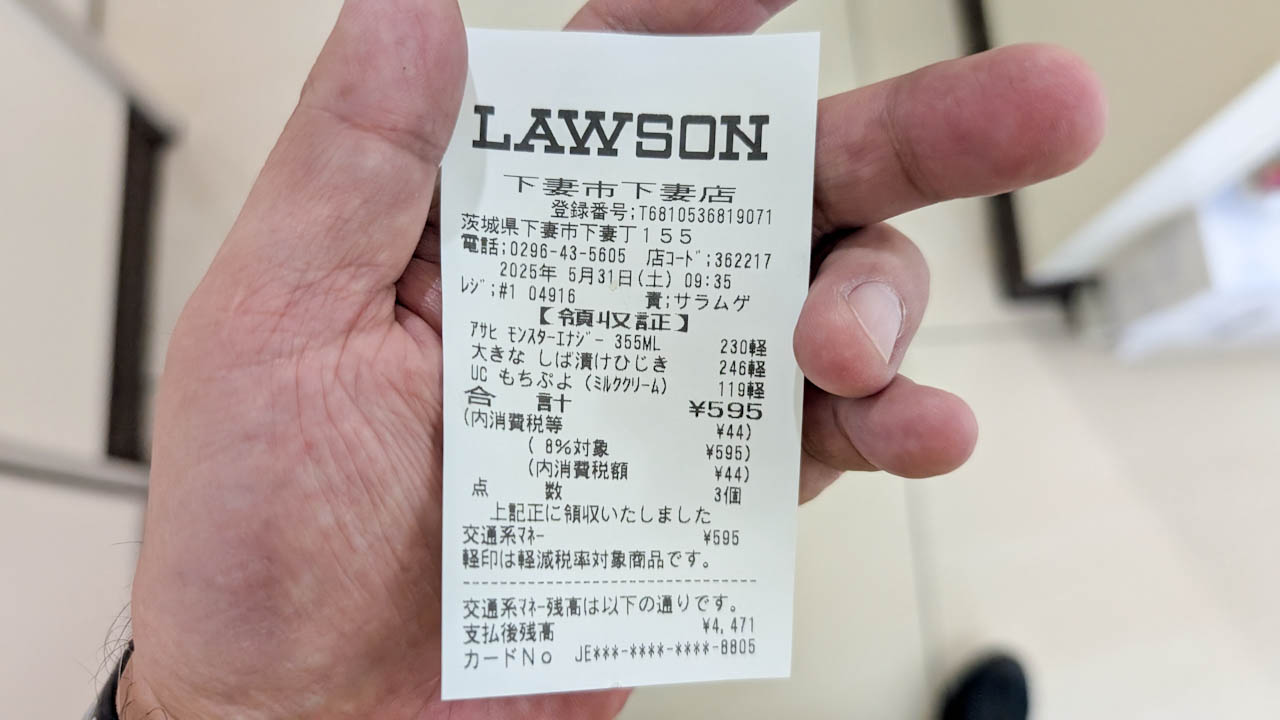 LAWSON
下妻市下妻店
登録番号;T6810536819071
茨城県下妻市下妻丁155
電話;0296-43-5605 店ｺｰﾄﾞ;362217
2025年 5月31日(土) 09:35
ﾚｼﾞ;#1 04916 責;サラムゲ
【領収証】
ｱｻﾋ ﾓﾝｽﾀｰｴﾅｼﾞｰ 355ML 230軽
大きな しば漬けひじき 246軽
UC もちぷよ(ﾐﾙｸｸﾘｰﾑ) 119軽
合 計 ¥595
(内消費税等 ¥44)
( 8%対象 ¥595)
(内消費税額 ¥44)
点 数 3個
上記正に領収いたしました
交通系ﾏﾈｰ ¥595
軽印は軽減税率対象商品です。
交通系ﾏﾈｰ残高は以下の通りです。
支払後残高 ¥4,471
カードNo JE***-****-****-8805